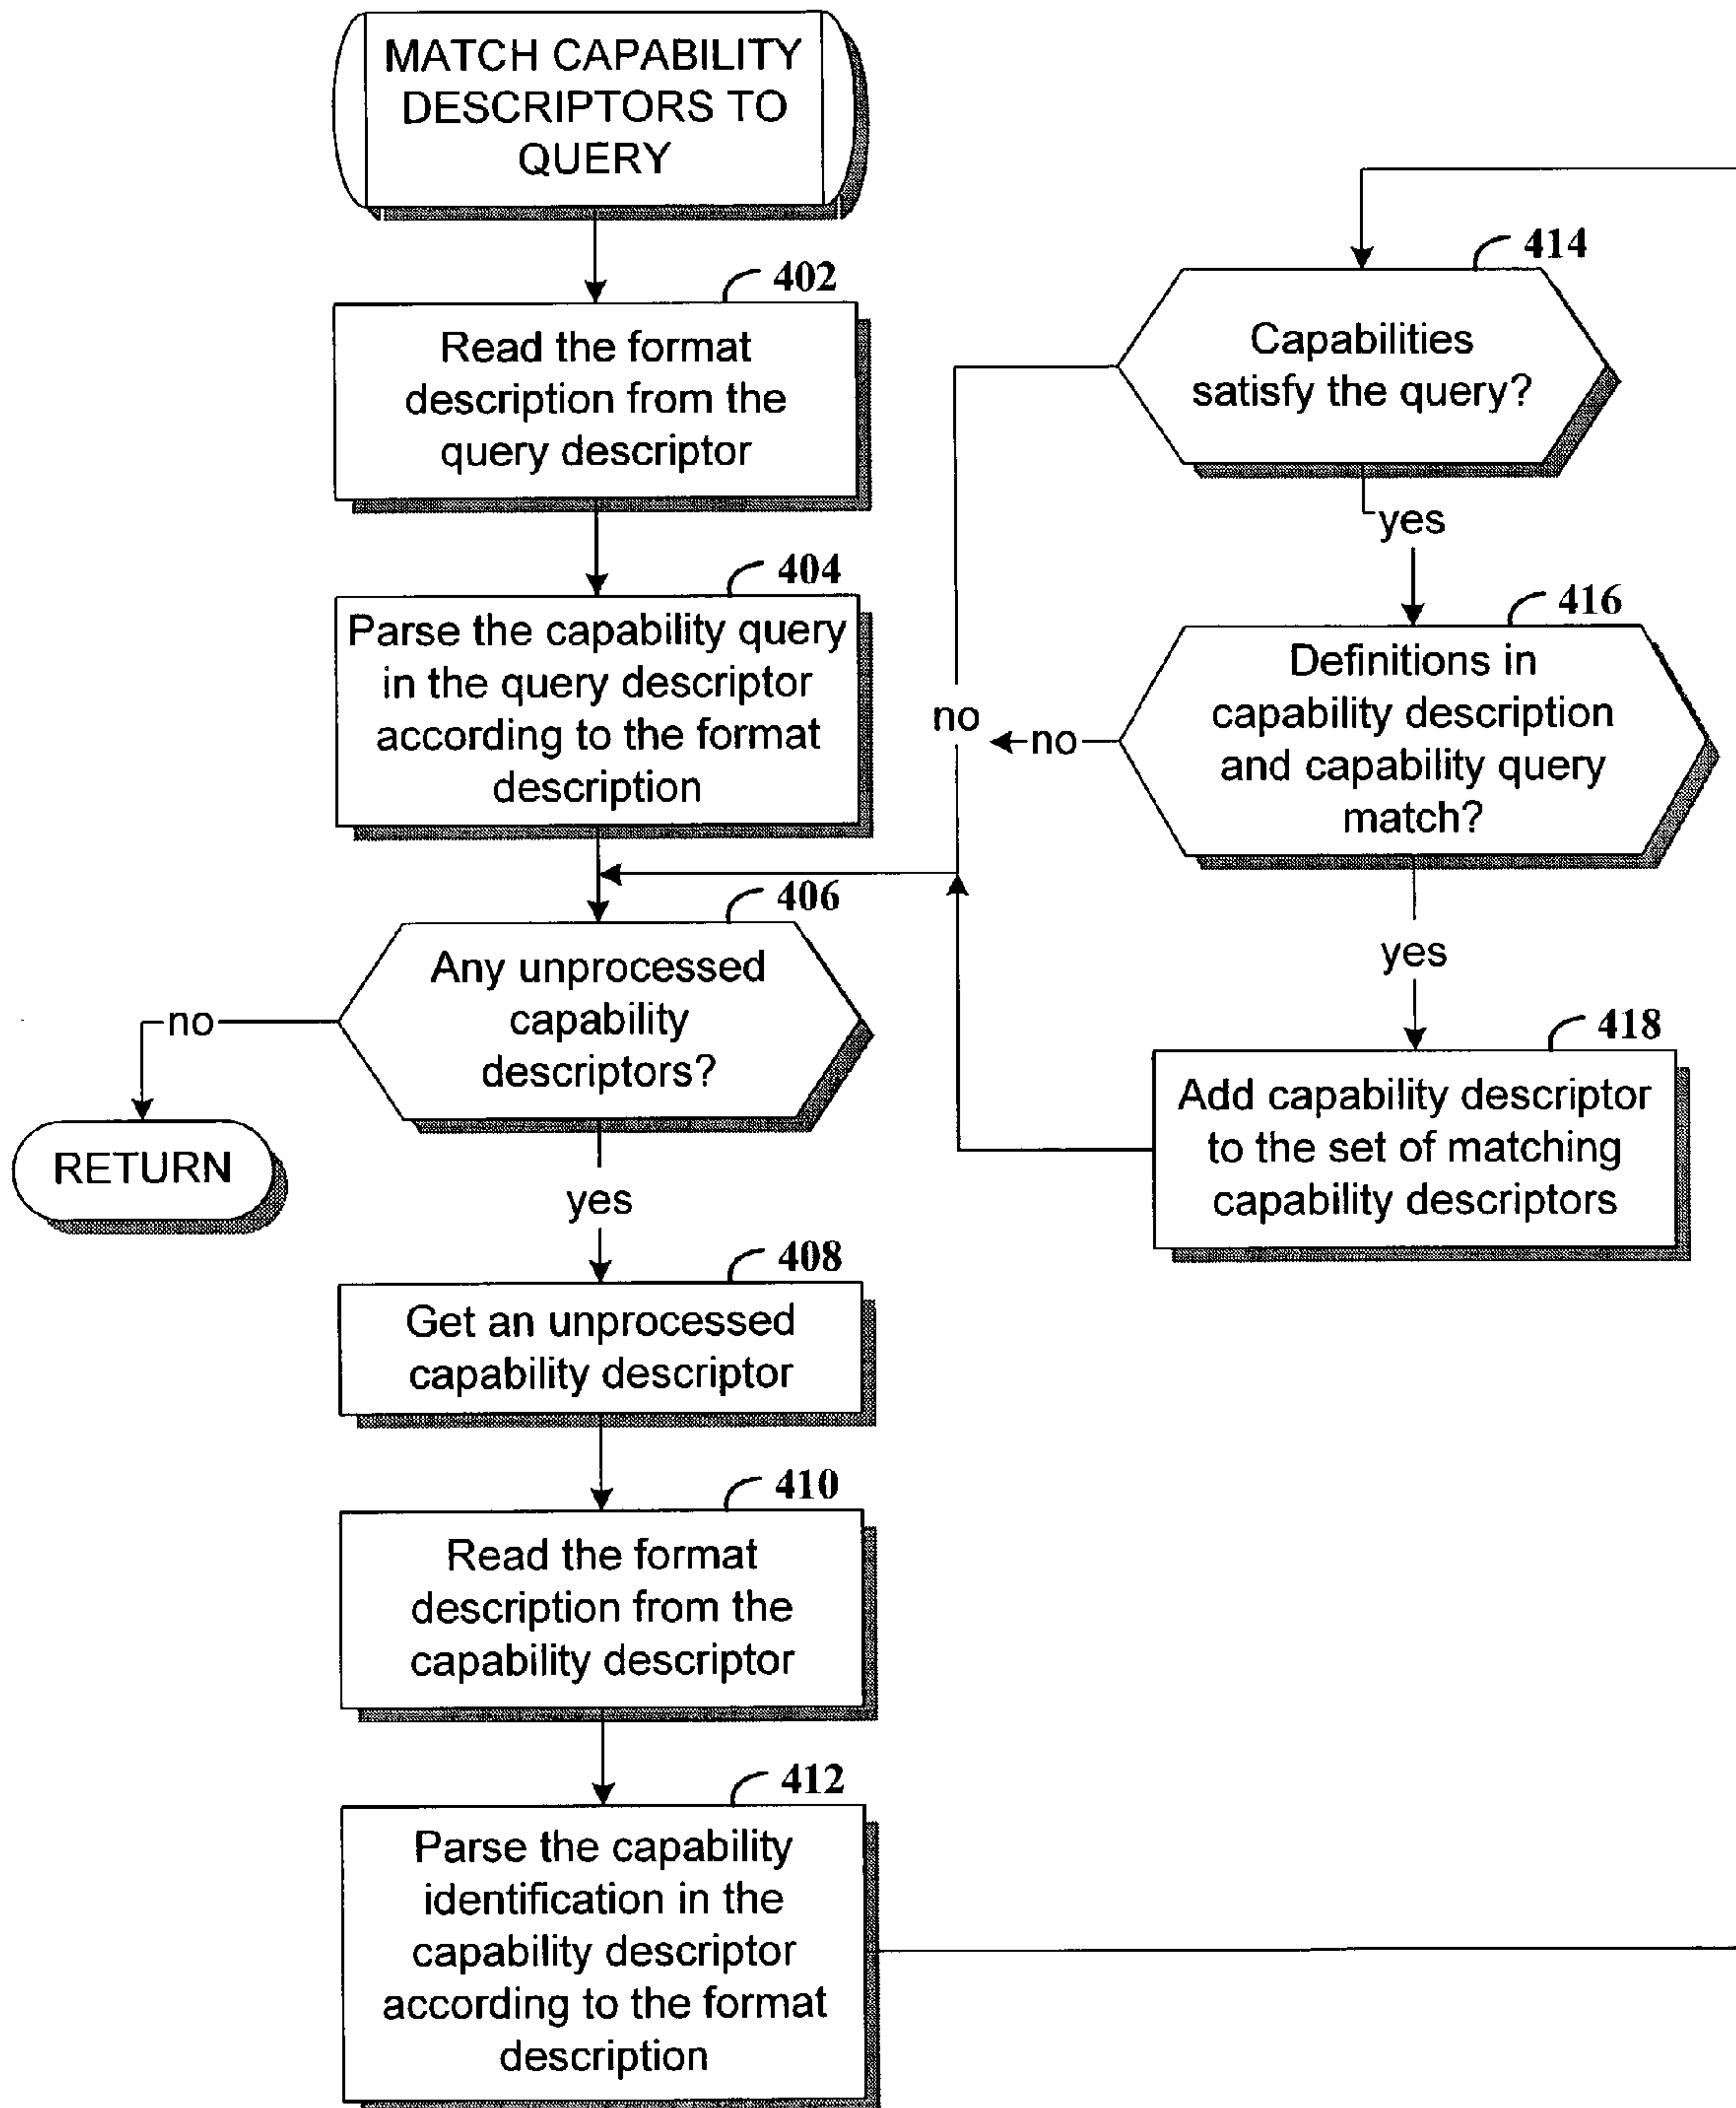 MATCH CAPABILITY
DESCRIPTORS TO
QUERY
402
Read the format
description from the
query descriptor
404
Parse the capability query
in the query descriptor
according to the format
description
406
Any unprocessed
capability
descriptors?
no
RETURN
yes
408
Get an unprocessed
capability descriptor
410
Read the format
description from the
capability descriptor
412
Parse the capability
identification in the
capability descriptor
according to the format
description
414
Capabilities
satisfy the query?
yes
no
416
Definitions in
capability description
and capability query
match?
no
yes
418
Add capability descriptor
to the set of matching
capability descriptors